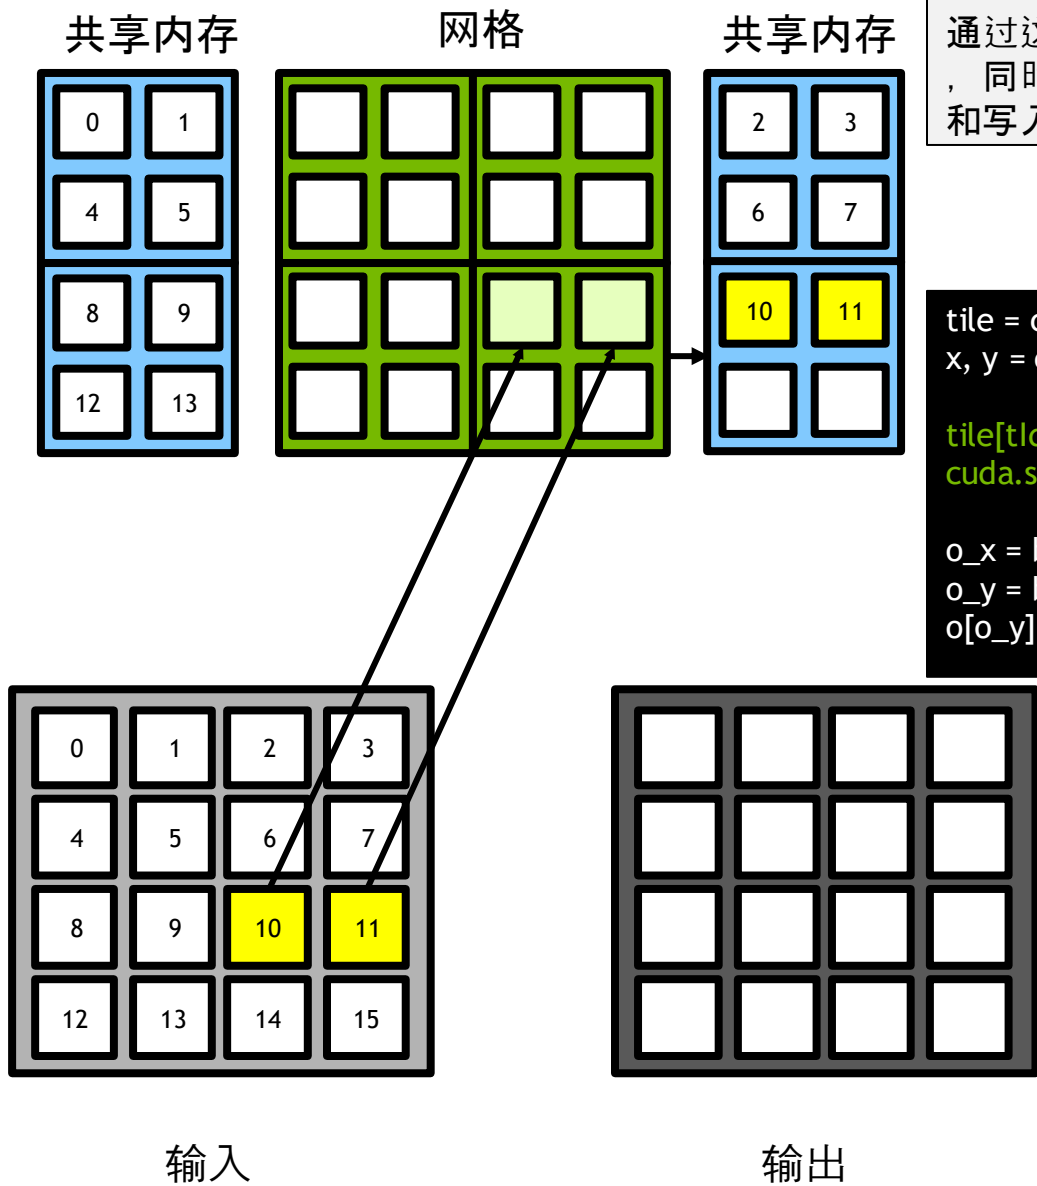 共享内存
网格
共享内存
通过
, 同
和写
0 1
4 5
8 9
12 13
2 3
6 7
10 11
tile =
x, y =
tile[tId
cuda.s
o_x =
o_y =
o[o_y]
0 1 2 3
4 5 6 7
8 9 10 11
12 13 14 15
输入
输出